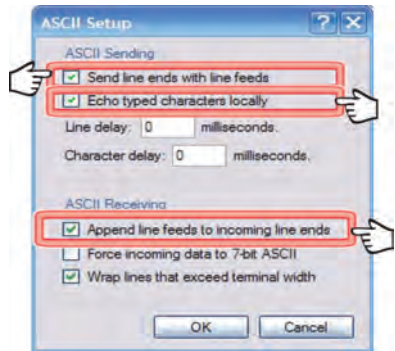 ASCII Setup
ASCII Sending
Send line ends with line feeds
Echo typed characters locally
Line delay: 0 milliseconds.
Character delay: 0 milliseconds.
ASCII Receiving
Append line feeds to incoming line ends
Force incoming data to 7-bit ASCII
Wrap lines that exceed terminal width
OK Cancel